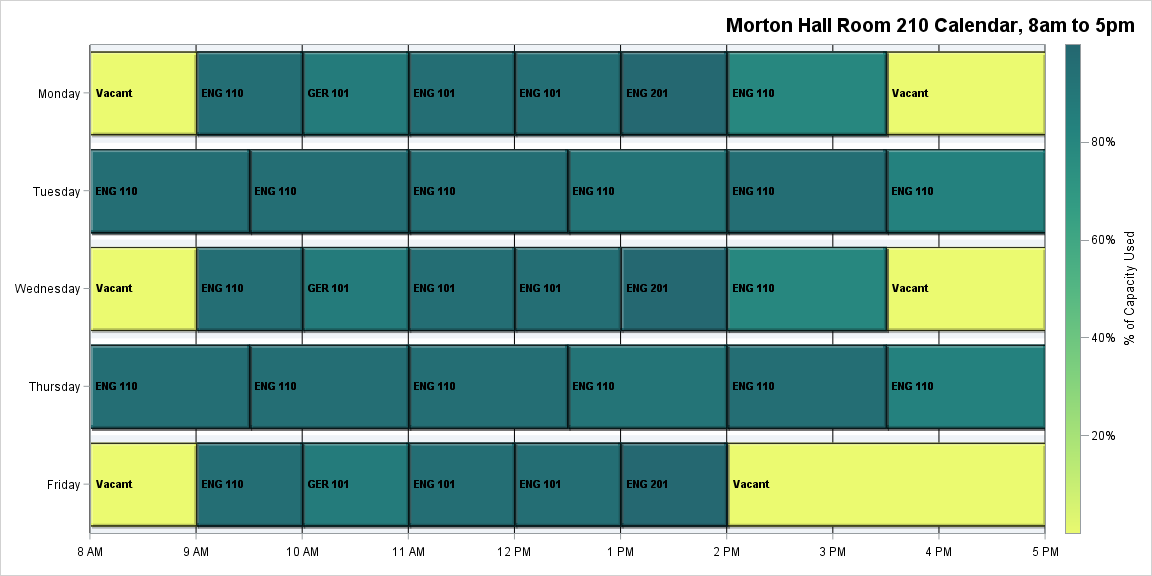 Morton Hall Room 210 Calendar, 8am to 5pm
Monday
Vacant ENG 110 GER 101 ENG 101 ENG 101 ENG 201 ENG 110 Vacant
Tuesday
ENG 110 ENG 110 ENG 110 ENG 110 ENG 110 ENG 110
Wednesday
Vacant ENG 110 GER 101 ENG 101 ENG 101 ENG 201 ENG 110 Vacant
Thursday
ENG 110 ENG 110 ENG 110 ENG 110 ENG 110 ENG 110
Friday
Vacant ENG 110 GER 101 ENG 101 ENG 101 ENG 201 Vacant
8 AM 9 AM 10 AM 11 AM 12 PM 1 PM 2 PM 3 PM 4 PM 5 PM
80%
60%
40%
20%
% of Capacity Used